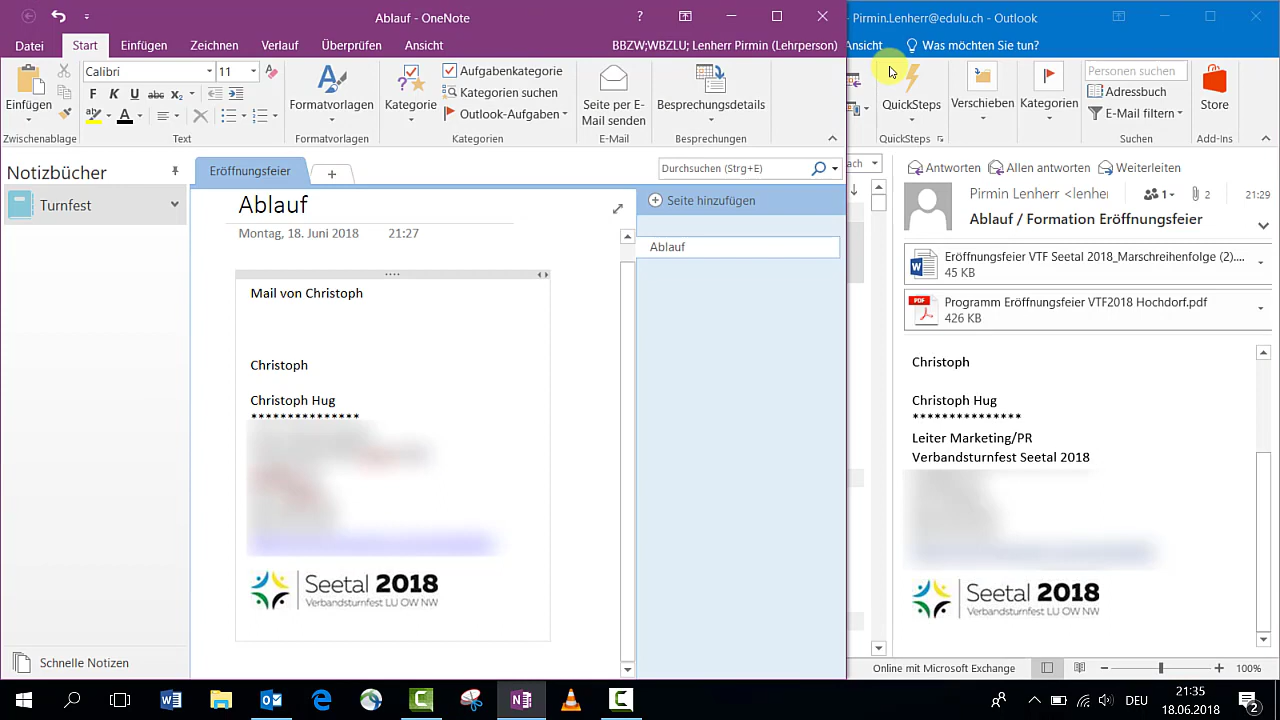 Ablauf - OneNote
?
Datei
Start
Einfügen
Zeichnen
Verlauf
Überprüfen
Ansicht
BBZW;WBZLU; Lenherr Pirmin (Lehrperson)
Einfügen
Zwischenablage
Calibri
11
F
K
U
abc
x₂
A
Text
Formatvorlagen
Formatvorlagen
Kategorie
Aufgabenkategorie
Kategorien suchen
Outlook-Aufgaben
Kategorien
Seite per E-
Mail senden
E-Mail
Besprechungsdetails
Besprechungen
Notizbücher
Turnfest
Schnelle Notizen
Eröffnungsfeier
+
Durchsuchen (Strg+E)
Ablauf
Montag, 18. Juni 2018 21:27
Mail von Christoph
Christoph
Christoph Hug
***************
Seetal 2018
Verbandsturnfest LU OW NW
Seite hinzufügen
Ablauf
- Pirmin.Lenherr@edulu.ch - Outlook
Ansicht
Was möchten Sie tun?
QuickSteps
QuickSteps
Verschieben
Kategorien
Personen suchen
Adressbuch
E-Mail filtern
Suchen
Store
Add-ins
ach
Antworten
Allen antworten
Weiterleiten
Pirmin Lenherr <lenher
1
2
21:29
Ablauf / Formation Eröffnungsfeier
Eröffnungsfeier VTF Seetal 2018_Marschreihenfolge (2)....
45 KB
PDF
Programm Eröffnungsfeier VTF2018 Hochdorf.pdf
426 KB
Christoph
Christoph Hug
***************
Leiter Marketing/PR
Verbandsturnfest Seetal 2018
Seetal 2018
Verbandsturnfest LU OW NW
Online mit Microsoft Exchange
100%
DEU
21:35
18.06.2018
2